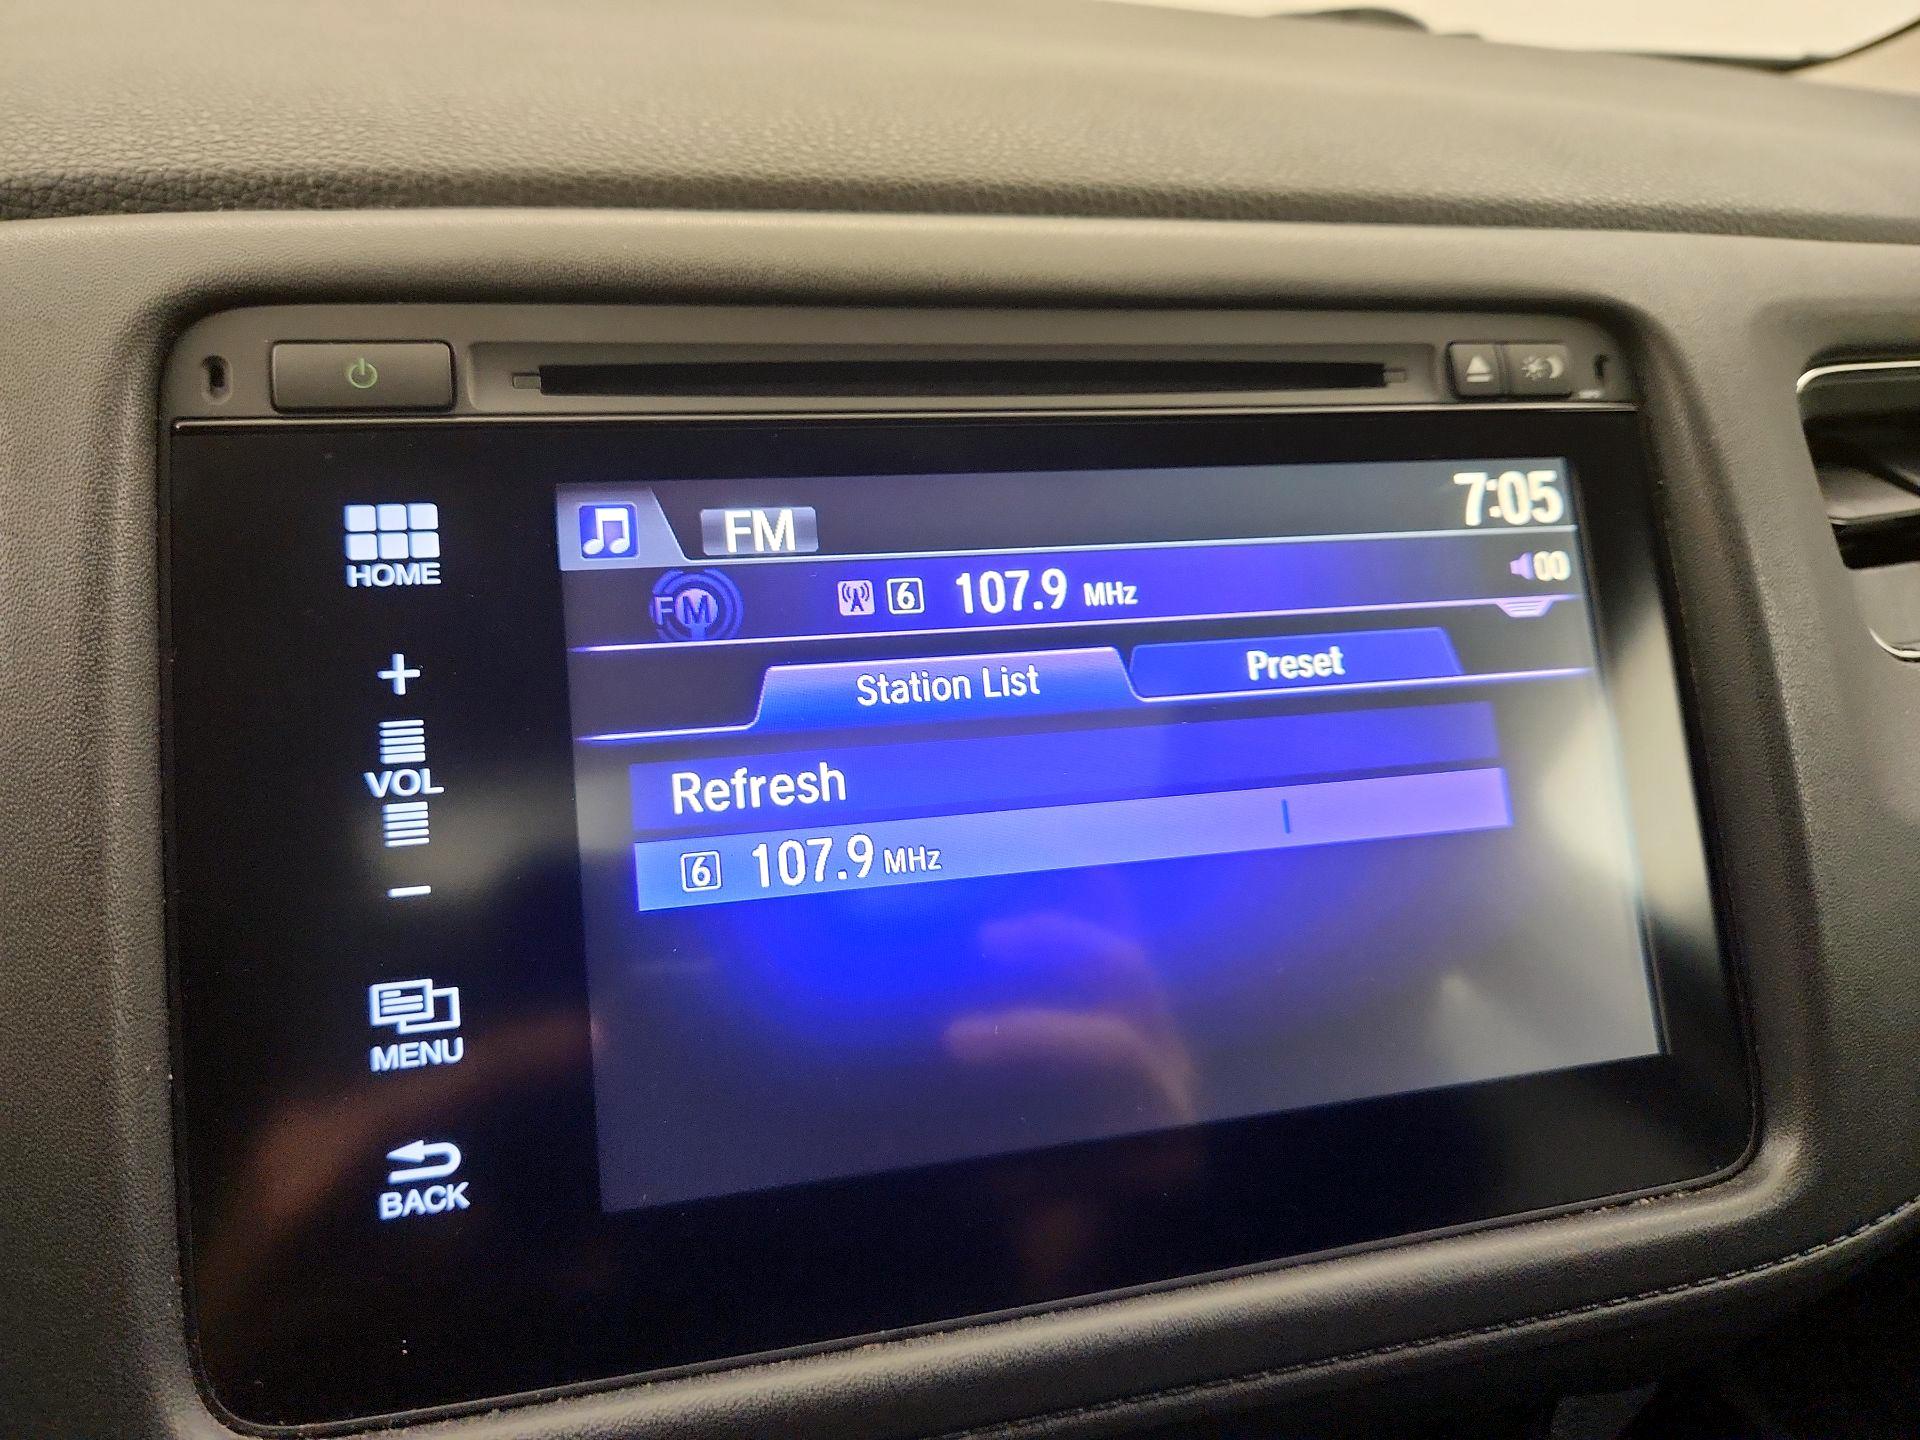 HOME
+
VOL
−
MENU
BACK
FM
7:05
FM
6 107.9 MHz
00
Station List
Preset
Refresh
6 107.9 MHz